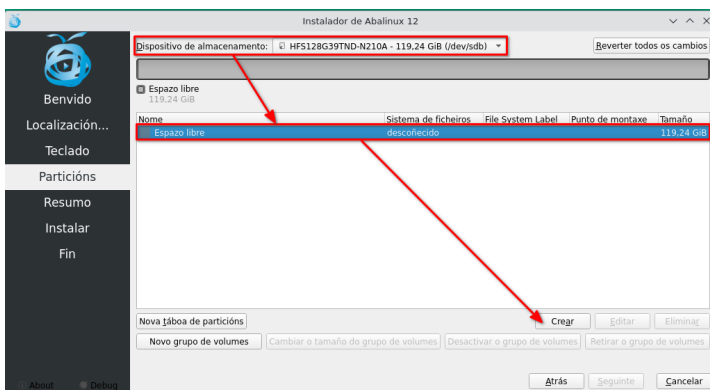 Instalador de Abalinux 12
Dispositivo de almacenamento: HFS128G39TND-N210A - 119,24 GiB (/dev/sdb)
Reverter todos os cambios
Espazo libre
119.24 GiB
Benvido
Localización...
Teclado
Particións
Resumo
Instalar
Fin
Nome Sistema de ficheiros File System Label Punto de montaxe Tamaño
Espazo libre descoñecido 119.24 GiB
Nova táboa de particións Crear Editar Eliminar
Novo grupo de volumes Cambiar o tamaño do grupo de volumes Desactivar o grupo de volumes Retirar o grupo de volumes
About Debug Atrás Seguinte Cancelar